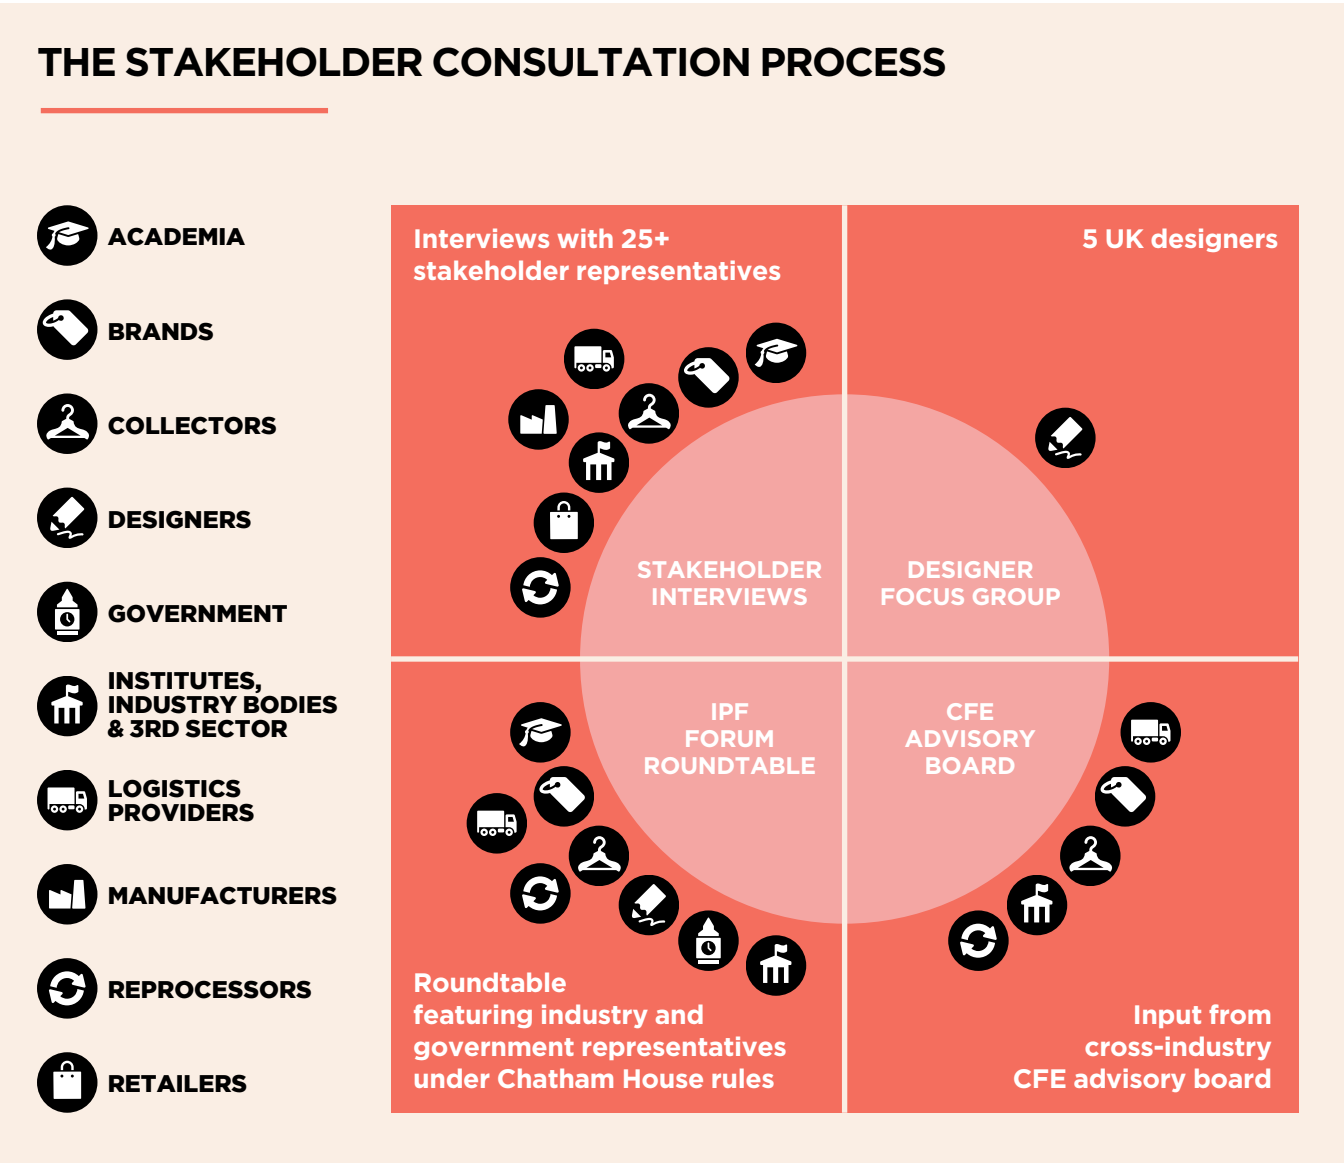 THE STAKEHOLDER CONSULTATION PROCESS
ACADEMIA
BRANDS
COLLECTORS
DESIGNERS
GOVERNMENT
INSTITUTES,
INDUSTRY BODIES
& 3RD SECTOR
LOGISTICS
PROVIDERS
MANUFACTURERS
REPROCESSORS
RETAILERS
Interviews with 25+
stakeholder representatives
STAKEHOLDER
INTERVIEWS
5 UK designers
DESIGNER
FOCUS GROUP
IPF
FORUM
ROUNDTABLE
Roundtable
featuring industry and
government representatives
under Chatham House rules
CFE
ADVISORY
BOARD
Input from
cross-industry
CFE advisory board